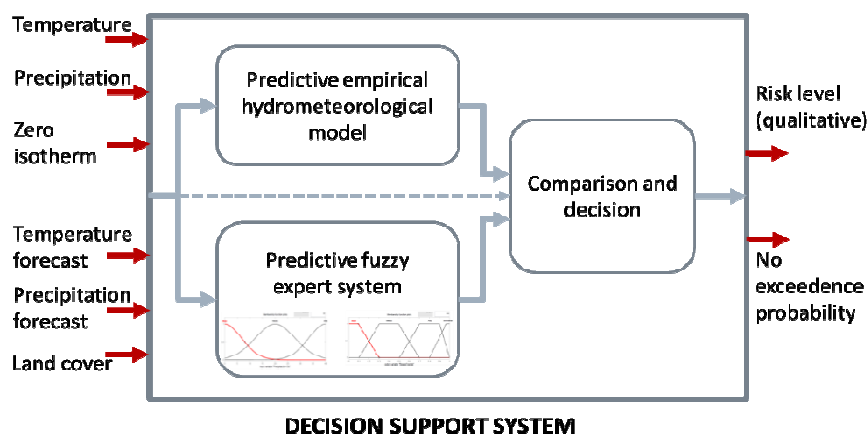 Temperature
Precipitation
Zero
isotherm
Temperature
forecast
Precipitation
forecast
Land cover
Predictive empirical
hydrometeorological
model
Predictive fuzzy
expert system
Comparison and
decision
Risk level
(qualitative)
No
exceedence
probability
DECISION SUPPORT SYSTEM